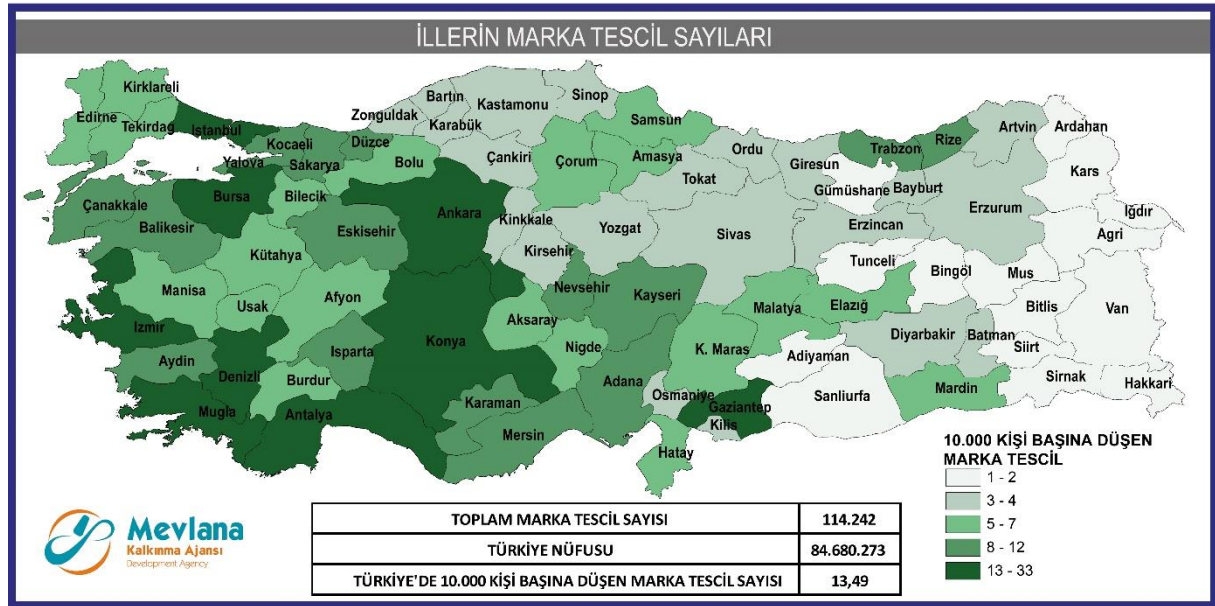 İLLERİN MARKA TESCİL SAYILARI
Kirklareli
Edirne
Tekirdag
Istanbul
Kocaeli
Yalova
Sakarya
Düzce
Bolu
Zonguldak
Bartın
Karabük
Kastamonu
Sinop
Çankiri
Samsun
Çorum
Amasya
Ordu
Tokat
Giresun
Gümüshane
Trabzon
Rize
Bayburt
Artvin
Ardahan
Kars
Iğdır
Agri
Erzurum
Erzincan
Çanakkale
Balikesir
Bursa
Bilecik
Eskisehir
Ankara
Kinkkale
Kirsehir
Yozgat
Sivas
Tunceli
Bingöl
Mus
Bitlis
Van
Kütahya
Manisa
Usak
Afyon
Izmir
Aydin
Denizli
Mugla
Burdur
Isparta
Antalya
Konya
Aksaray
Nevsehir
Kayseri
Nigde
Karaman
Mersin
Adana
K. Maras
Osmaniye
Gaziantep
Kilis
Hatay
Malatya
Elazığ
Adiyaman
Sanliurfa
Diyarbakir
Batman
Siirt
Mardin
Sirnak
Hakkari
10.000 KİŞİ BAŞINA DÜŞEN
MARKA TESCİL
1 - 2
3 - 4
5 - 7
8 - 12
13 - 33
Mevlana
Kalkınma Ajansı
Development Agency
TOPLAM MARKA TESCİL SAYISI 114.242
TÜRKİYE NÜFUSU 84.680.273
TÜRKİYE'DE 10.000 KİŞİ BAŞINA DÜŞEN MARKA TESCİL SAYISI 13,49